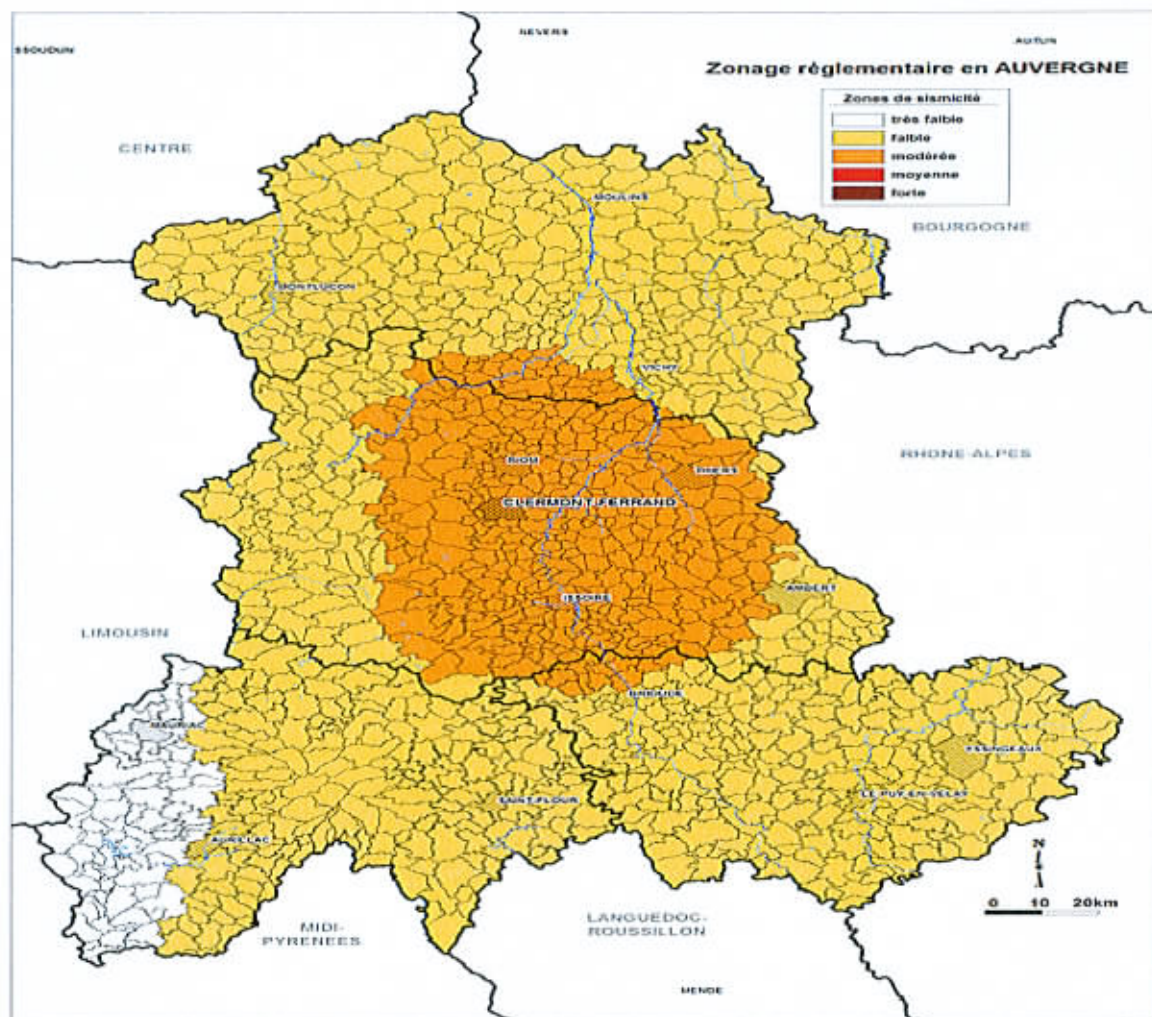 NEVERS
AUTUN
SSOUDUN
Zonage règlementaire en AUVERGNE
Zones de sismicité
très faible
faible
modérée
moyenne
forte
CENTRE
MOULINS
BOURGOGNE
MONTLUCON
VICHY
RHONE-ALPES
RIOM
THIERS
CLERMONT-FERRAND
AMBERT
ISSOIRE
LIMOUSIN
BRIOUDE
MAURIAC
YSSINGEAUX
LE PUY-EN-VELAY
SAINT-FLOUR
AURILLAC
N
0 10 20km
LANGUEDOC-
ROUSSILLON
MIDI-
PYRENEES
MENDE